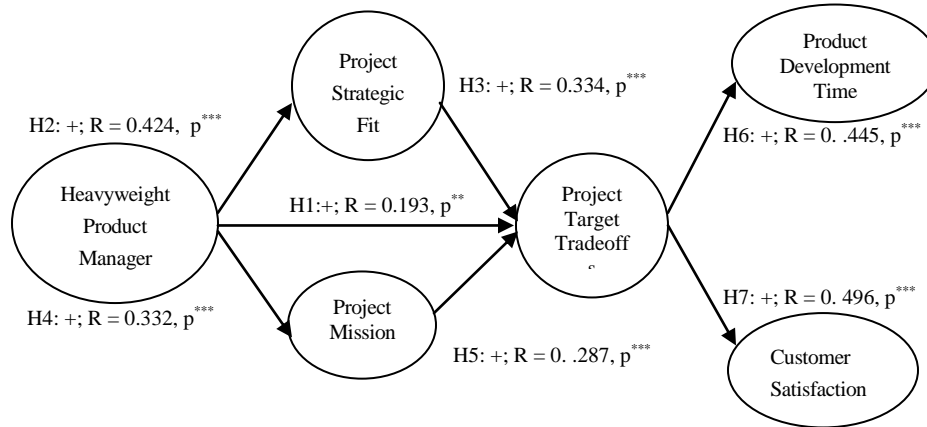 Project
Strategic
Fit
Product
Development
Time
H3: +; R = 0.334, p***
H2: +; R = 0.424, p***
H6: +; R = 0. .445, p***
Heavyweight
Product
Manager
H1:+; R = 0.193, p**
Project
Target
Tradeoff
s
H4: +; R = 0.332, p***
Project
Mission
H7: +; R = 0. 496, p***
H5: +; R = 0. .287, p***
Customer
Satisfaction